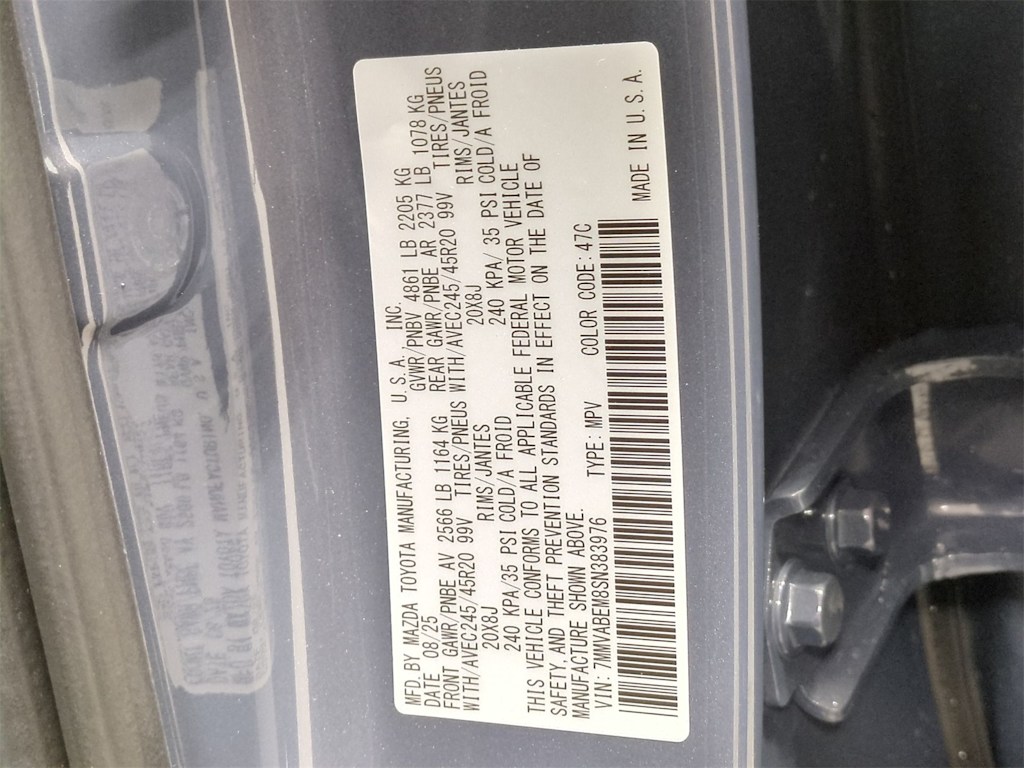 MFD. BY MAZDA TOYOTA MANUFACTURING, U. S. A., INC.
DATE 08/25 GVWR/PNBV 4861 LB 2205 KG
FRONT GAWR/PNBE AV 2566 LB 1164 KG REAR GAWR/PNBE AR 2377 LB 1078 KG
WITH/AVEC245/45R20 99V TIRES/PNEUS WITH/AVEC245/45R20 99V TIRES/PNEUS
20X8J RIMS/JANTES 20X8J RIMS/JANTES
240 KPA/35 PSI COLD/A FROID 240 KPA/ 35 PSI COLD/A FROID
THIS VEHICLE CONFORMS TO ALL APPLICABLE FEDERAL MOTOR VEHICLE
SAFETY, AND THEFT PREVENTION STANDARDS IN EFFECT ON THE DATE OF
MANUFACTURE SHOWN ABOVE.
VIN: 7MMVABEM8SN383976 TYPE: MPV COLOR CODE: 47C
MADE IN U. S. A.